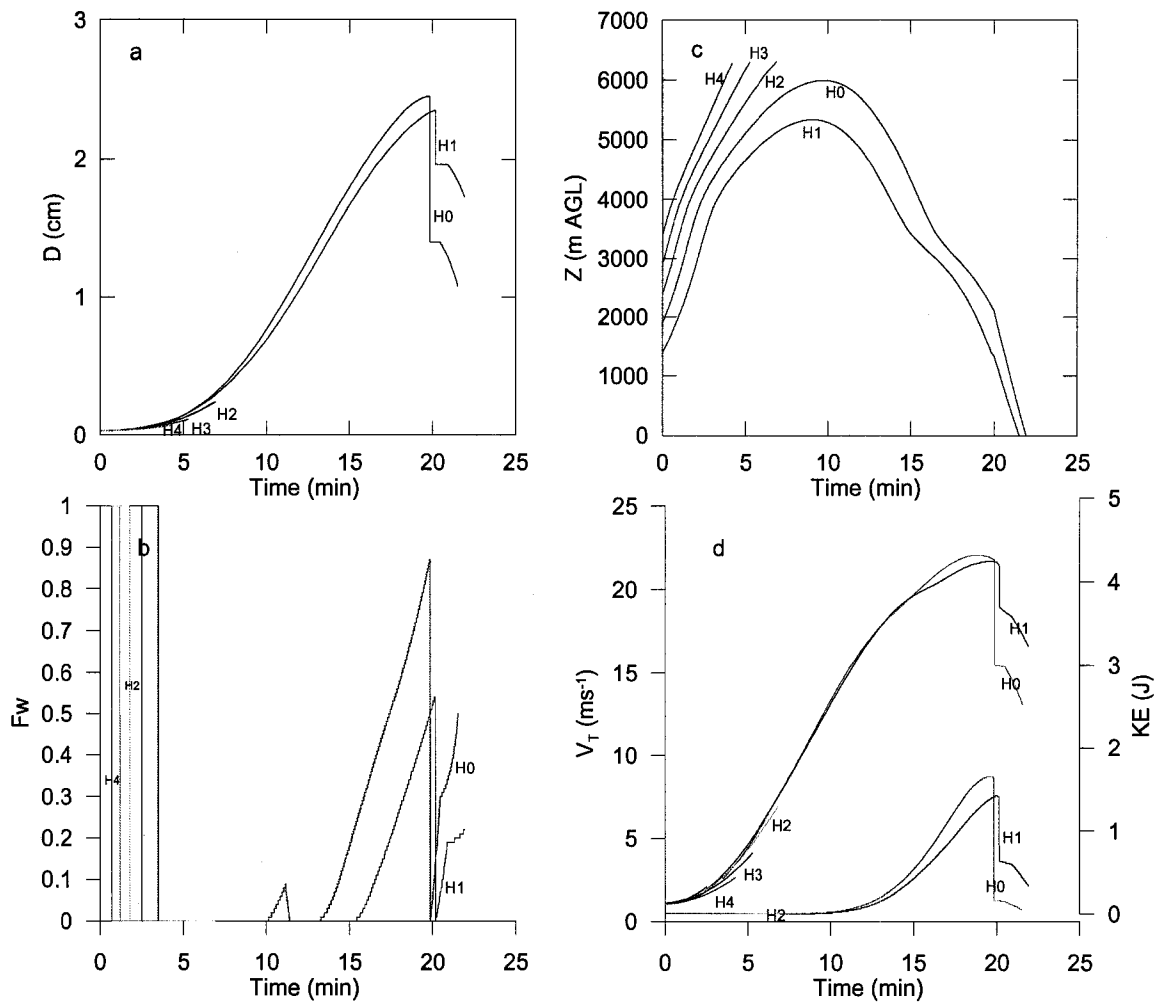 3
2
1
0
D (cm)
a
H1
H0
H2
H4 H3
0 5 10 15 20 25
Time (min)
7000
6000
5000
4000
3000
2000
1000
0
Z (m AGL)
c
H3
H4
H2
H0
H1
0 5 10 15 20 25
Time (min)
1
0.9
0.8
0.7
0.6
0.5
0.4
0.3
0.2
0.1
0
Fw
b
H2
H4
H0
H1
0 5 10 15 20 25
Time (min)
25
20
15
10
5
0
V_T (ms⁻¹)
d
H1
H0
H2
H3
H4
H1
H0
H2
0 5 10 15 20 25
Time (min)
5
4
3
2
1
0
KE (J)